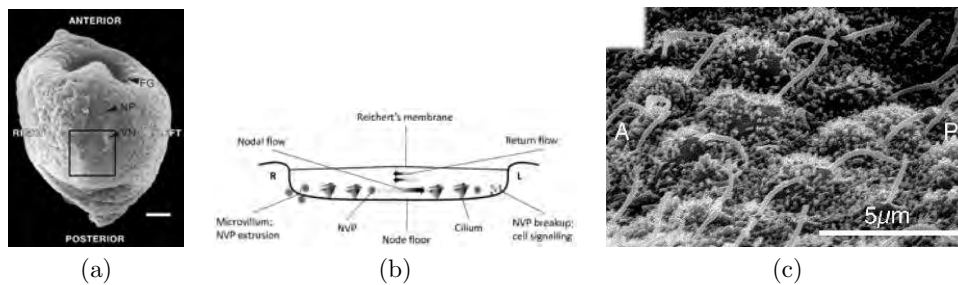 ANTERIOR
FG
NP
VN
POSTERIOR
(a)
Reichert's membrane
Nodal flow
Return flow
R
L
Microvillum;
NVP extrusion
NVP
Node floor
Cilium
NVP breakup;
cell signalling
(b)
A
P
5μm
(c)